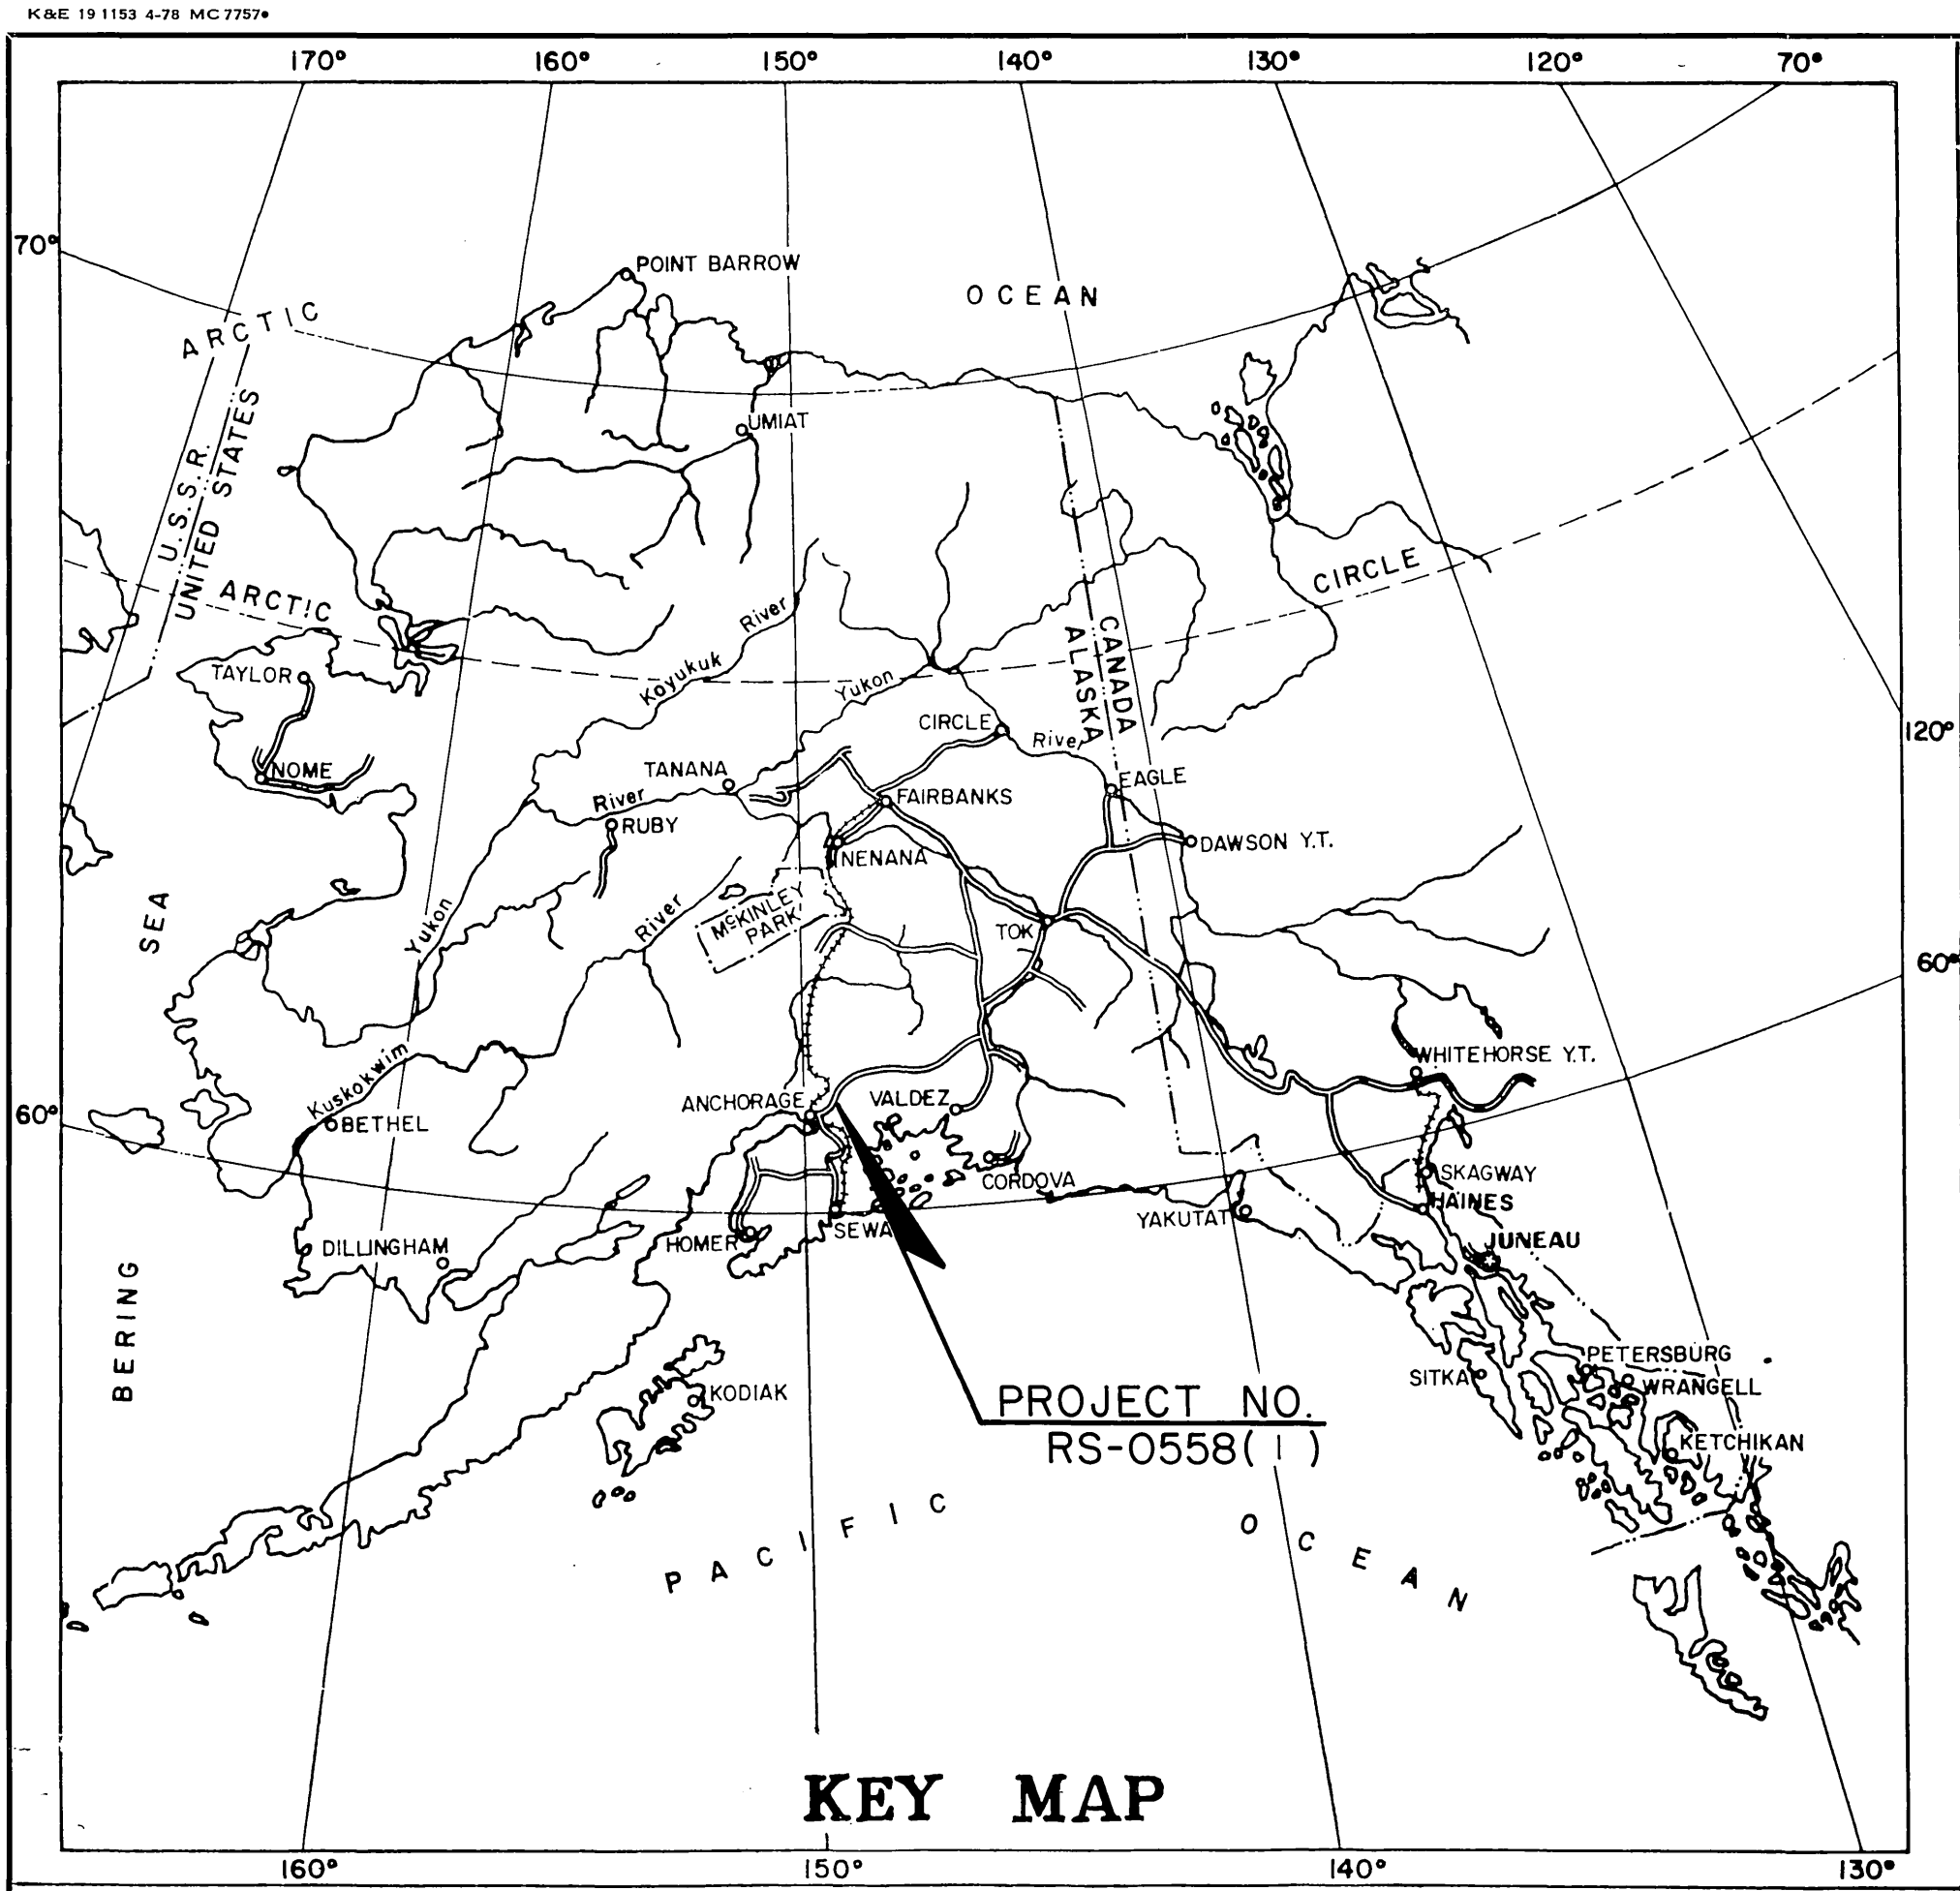 K&E 19 1153 4-78 MC 7757
170° 160° 150° 140° 130° 120° 70°
70°
POINT BARROW
OCEAN
ARCTIC
UMIAT
U.S.S.R.
UNITED STATES
ARCTIC
CIRCLE
River
Koyukuk
Yukon
CANADA
ALASKA
TAYLOR
CIRCLE
River
120°
NOME
TANANA
EAGLE
River
FAIRBANKS
RUBY
DAWSON Y.T.
NENANA
McKINLEY
PARK
River
SEA
Yukon
TOK
60°
Kuskokwim
WHITEHORSE Y.T.
60°
ANCHORAGE
VALDEZ
BETHEL
CORDOVA
SKAGWAY
HAINES
YAKUTAT
SEWA
HOMER
DILLINGHAM
JUNEAU
BERING
PETERSBURG
SITKA
WRANGELL
KODIAK
PROJECT NO.
RS-0558(1)
KETCHIKAN
PACIFIC
OCEAN
KEY MAP
160° 150° 140° 130°